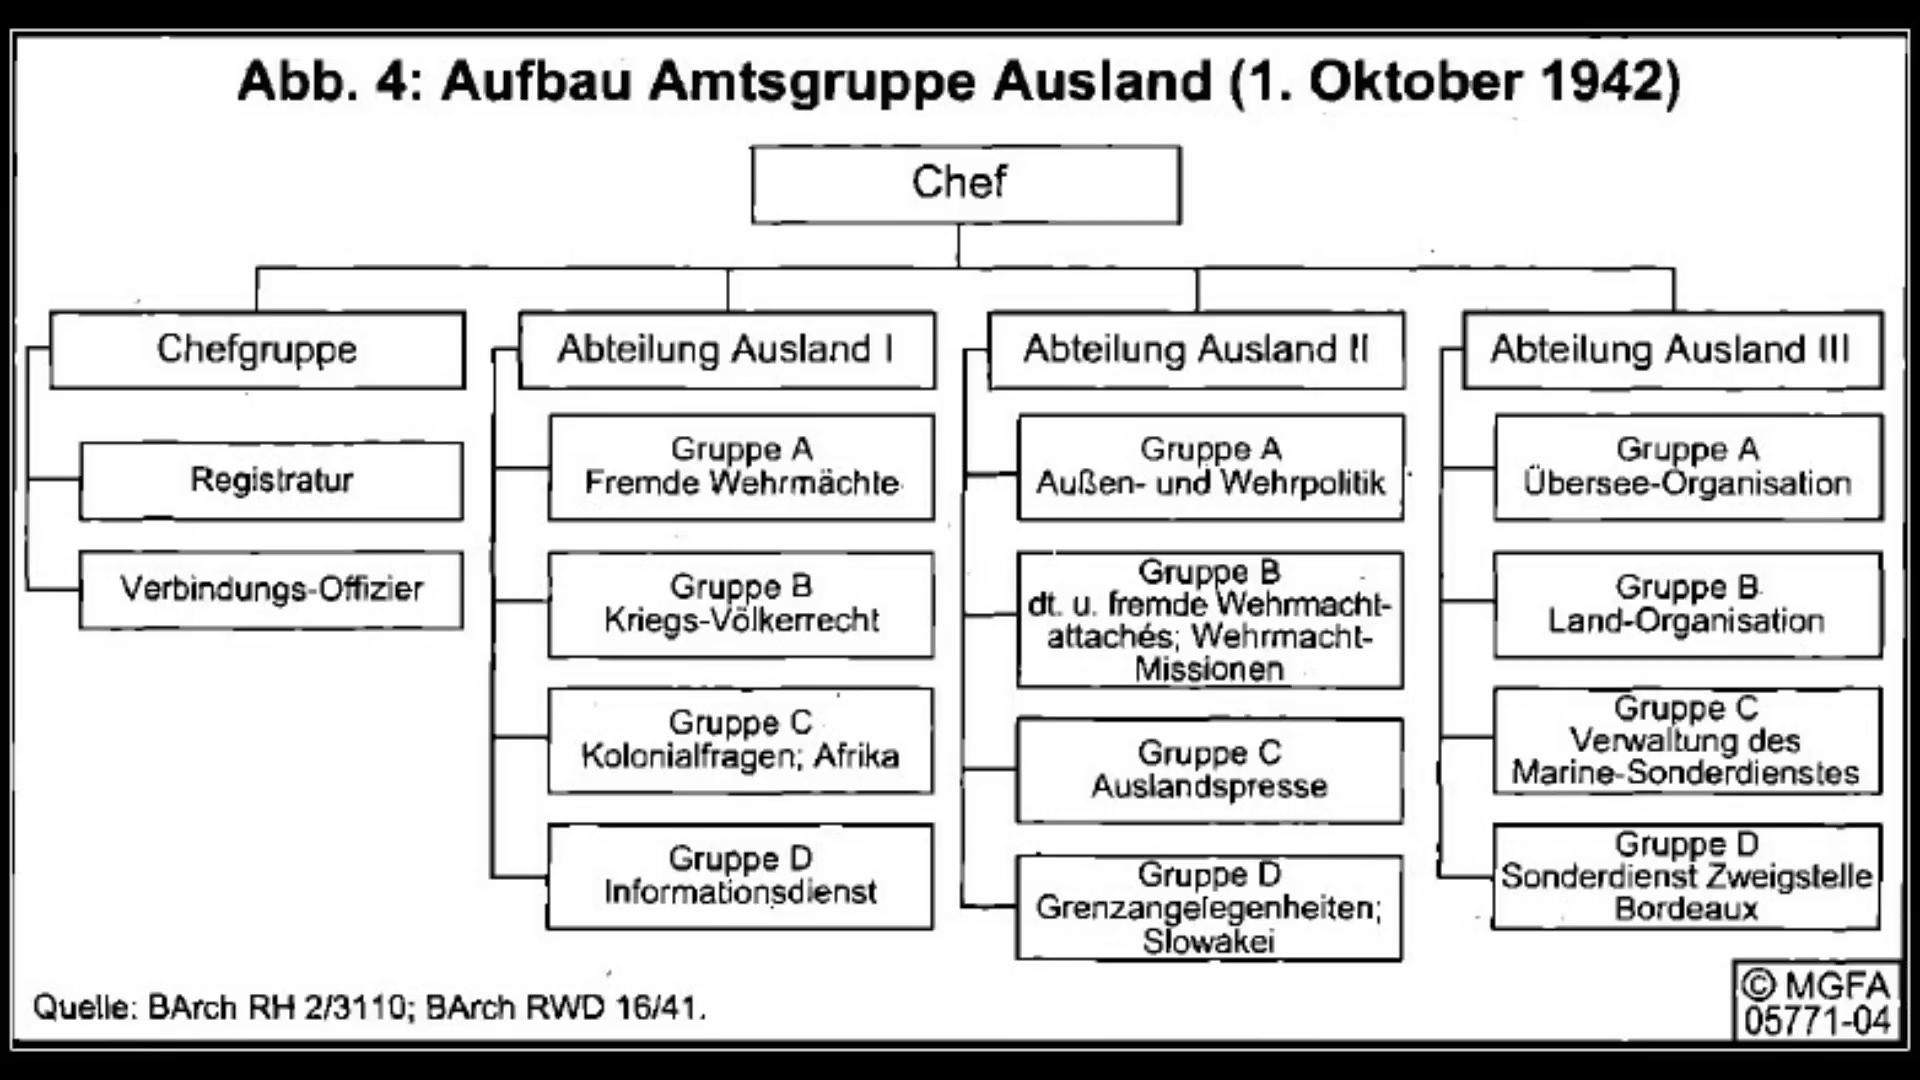 Abb. 4: Aufbau Amtsgruppe Ausland (1. Oktober 1942)
Chef
Chefgruppe
Registratur
Verbindungs-Offizier
Abteilung Ausland I
Gruppe A
Fremde Wehrmächte
Gruppe B
Kriegs-Völkerrecht
Gruppe C
Kolonialfragen; Afrika
Gruppe D
Informationsdienst
Abteilung Ausland II
Gruppe A
Außen- und Wehrpolitik
Gruppe B
dt. u. fremde Wehrmacht-
attachés; Wehrmacht-
Missionen
Gruppe C
Auslandspresse
Gruppe D
Grenzangelegenheiten;
Slowakei
Abteilung Ausland III
Gruppe A
Übersee-Organisation
Gruppe B
Land-Organisation
Gruppe C
Verwaltung des
Marine-Sonderdienstes
Gruppe D
Sonderdienst Zweigstelle
Bordeaux
Quelle: BArch RH 2/3110; BArch RWD 16/41.
© MGFA
05771-04